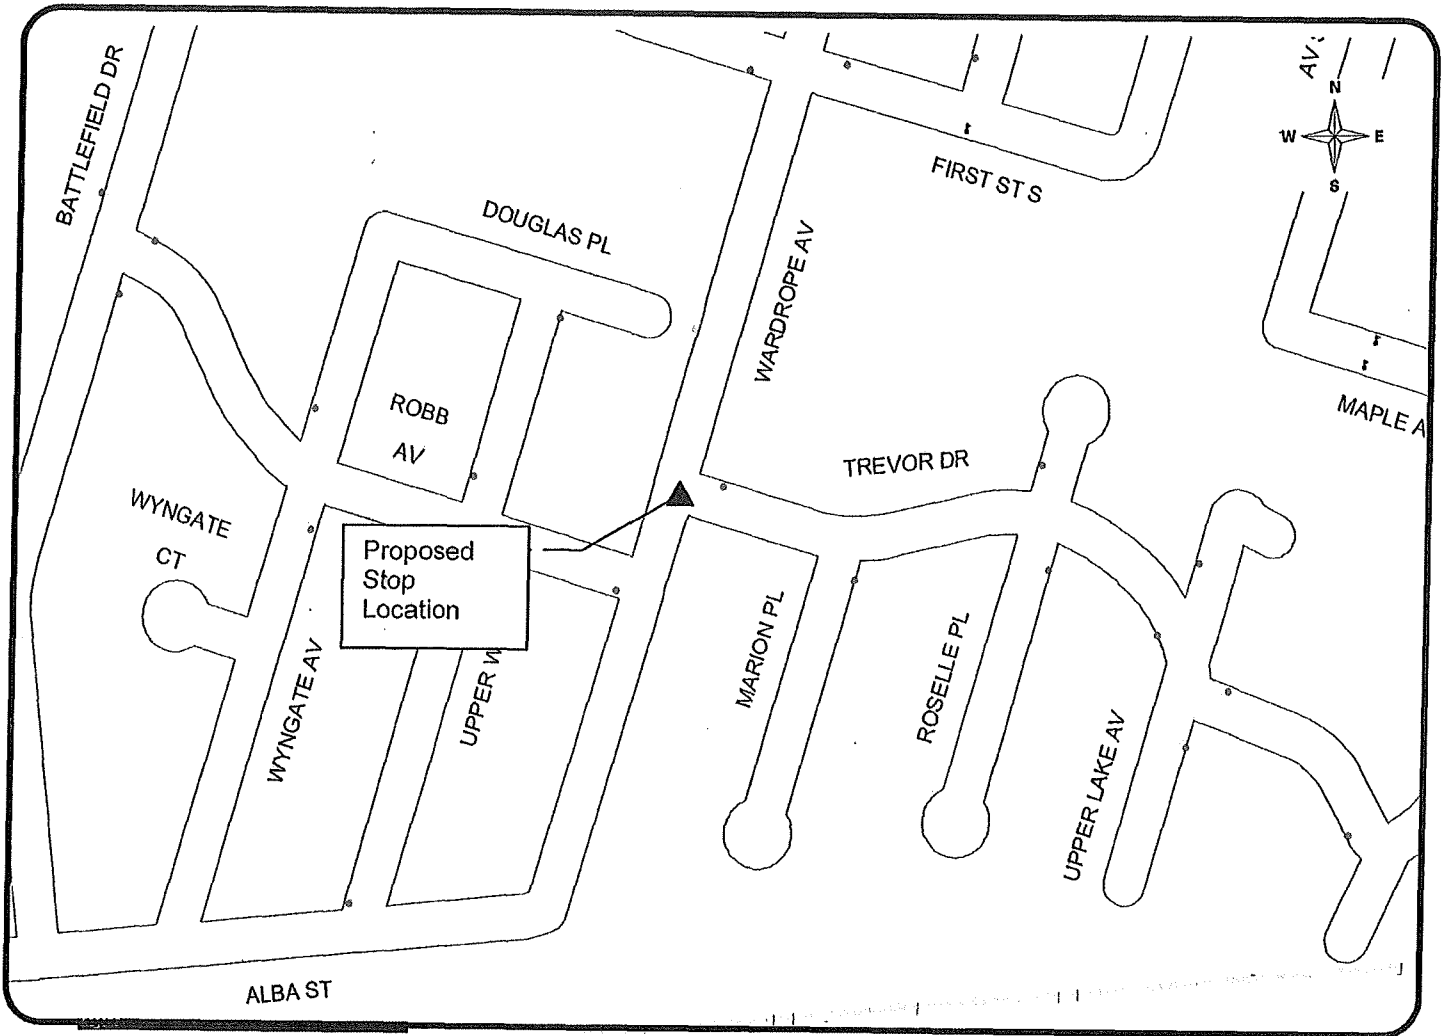 BATTLEFIELD DR
AV
N
W E
S
FIRST ST S
DOUGLAS PL
WARDROPE AV
ROBB
AV
MAPLE A
TREVOR DR
WYNGATE
CT
Proposed
Stop
Location
WYNGATE AV
UPPER W
MARION PL
ROSELLE PL
UPPER LAKE AV
ALBA ST